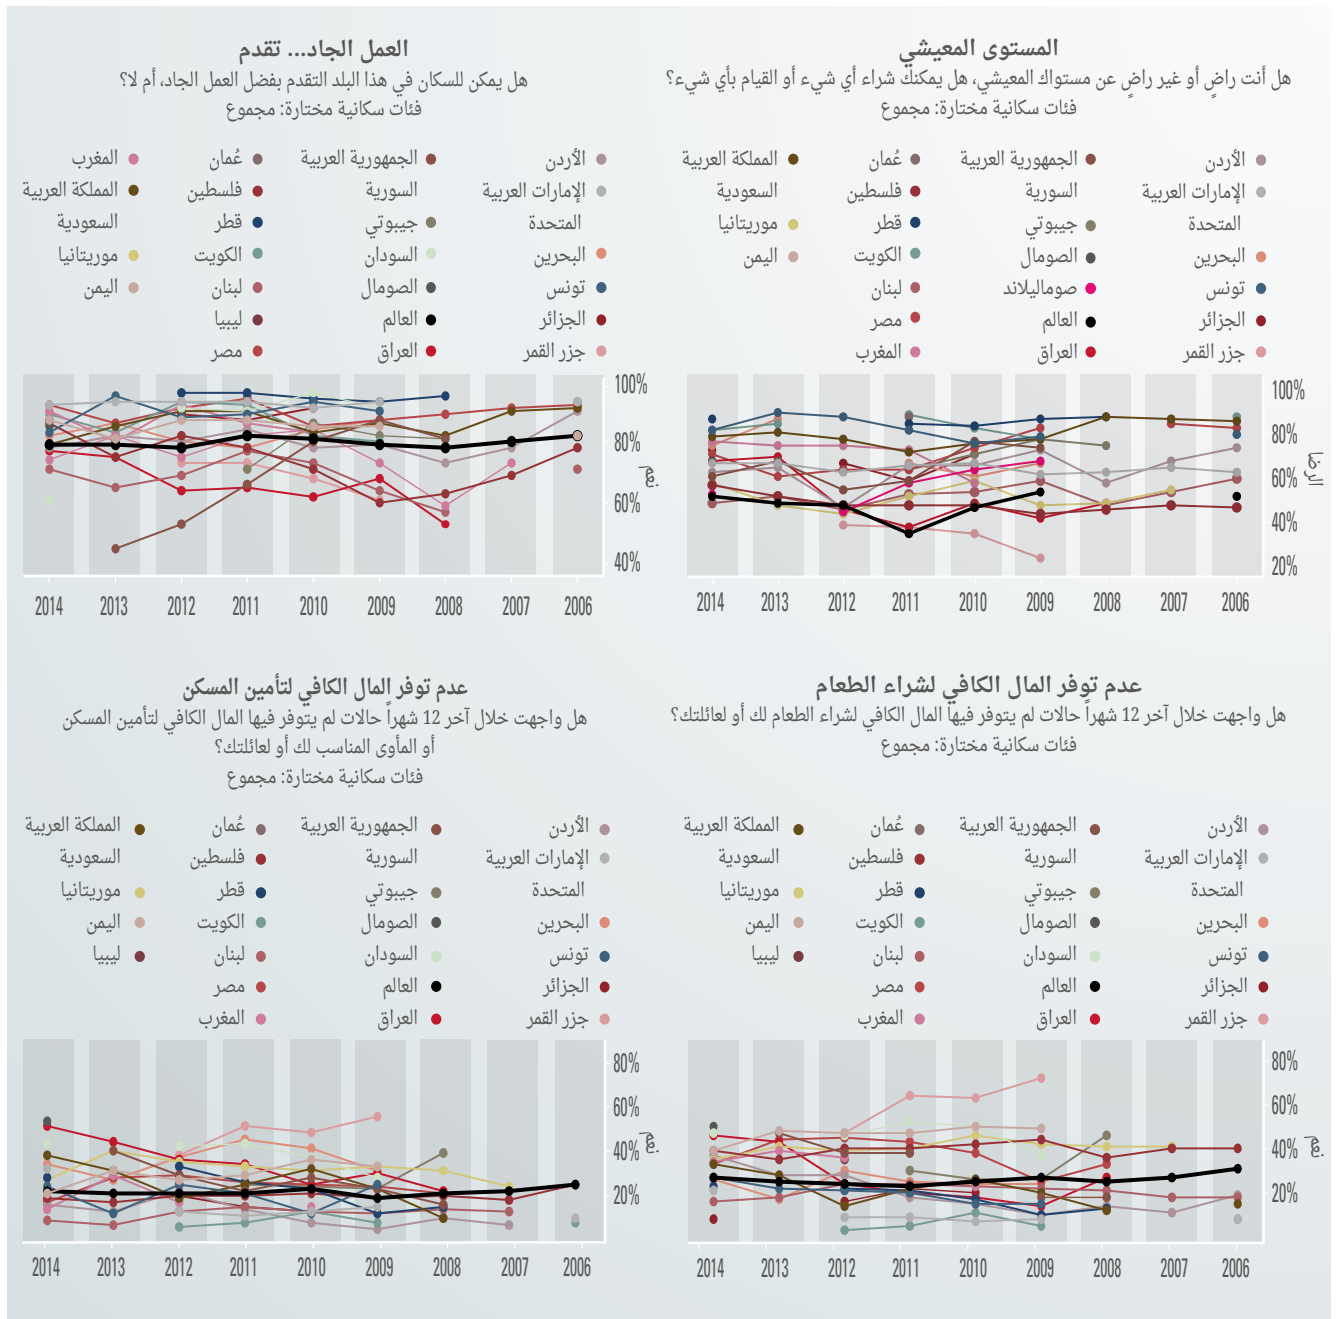 المستوى المعيشي
هل أنت راضٍ أو غير راضٍ عن مستواك المعيشي، هل يمكنك شراء أي شيء أو القيام بأي شيء؟
فئات سكانية مختارة: مجموع
الأردن
الإمارات العربية
المتحدة
البحرين
تونس
الجزائر
جزر القمر
الجمهورية العربية
السورية
جيبوتي
الصومال
صوماليلاند
العالم
العراق
عُمان
فلسطين
قطر
الكويت
لبنان
مصر
المغرب
المملكة العربية
السعودية
موريتانيا
اليمن
100%
80%
60%
40%
20%
الرضا
2014 2013 2012 2011 2010 2009 2008 2007 2006
العمل الجاد... تقدم
هل يمكن للسكان في هذا البلد التقدم بفضل العمل الجاد، أم لا؟
فئات سكانية مختارة: مجموع
الأردن
الإمارات العربية
المتحدة
البحرين
تونس
الجزائر
جزر القمر
الجمهورية العربية
السورية
جيبوتي
السودان
الصومال
العالم
العراق
عُمان
فلسطين
قطر
الكويت
لبنان
ليبيا
مصر
المغرب
المملكة العربية
السعودية
موريتانيا
اليمن
100%
80%
60%
40%
نعم
2014 2013 2012 2011 2010 2009 2008 2007 2006
عدم توفر المال الكافي لشراء الطعام
هل واجهت خلال آخر 12 شهراً حالات لم يتوفر فيها المال الكافي لشراء الطعام لك أو لعائلتك؟
فئات سكانية مختارة: مجموع
الأردن
الإمارات العربية
المتحدة
البحرين
تونس
الجزائر
جزر القمر
الجمهورية العربية
السورية
جيبوتي
الصومال
السودان
العالم
العراق
عُمان
فلسطين
قطر
الكويت
لبنان
مصر
المغرب
المملكة العربية
السعودية
موريتانيا
اليمن
ليبيا
80%
60%
40%
20%
نعم
2014 2013 2012 2011 2010 2009 2008 2007 2006
عدم توفر المال الكافي لتأمين المسكن
هل واجهت خلال آخر 12 شهراً حالات لم يتوفر فيها المال الكافي لتأمين المسكن
أو المأوى المناسب لك أو لعائلتك؟
فئات سكانية مختارة: مجموع
الأردن
الإمارات العربية
المتحدة
البحرين
تونس
الجزائر
جزر القمر
الجمهورية العربية
السورية
جيبوتي
الصومال
السودان
العالم
العراق
عُمان
فلسطين
قطر
الكويت
لبنان
مصر
المغرب
المملكة العربية
السعودية
موريتانيا
اليمن
ليبيا
80%
60%
40%
20%
نعم
2014 2013 2012 2011 2010 2009 2008 2007 2006